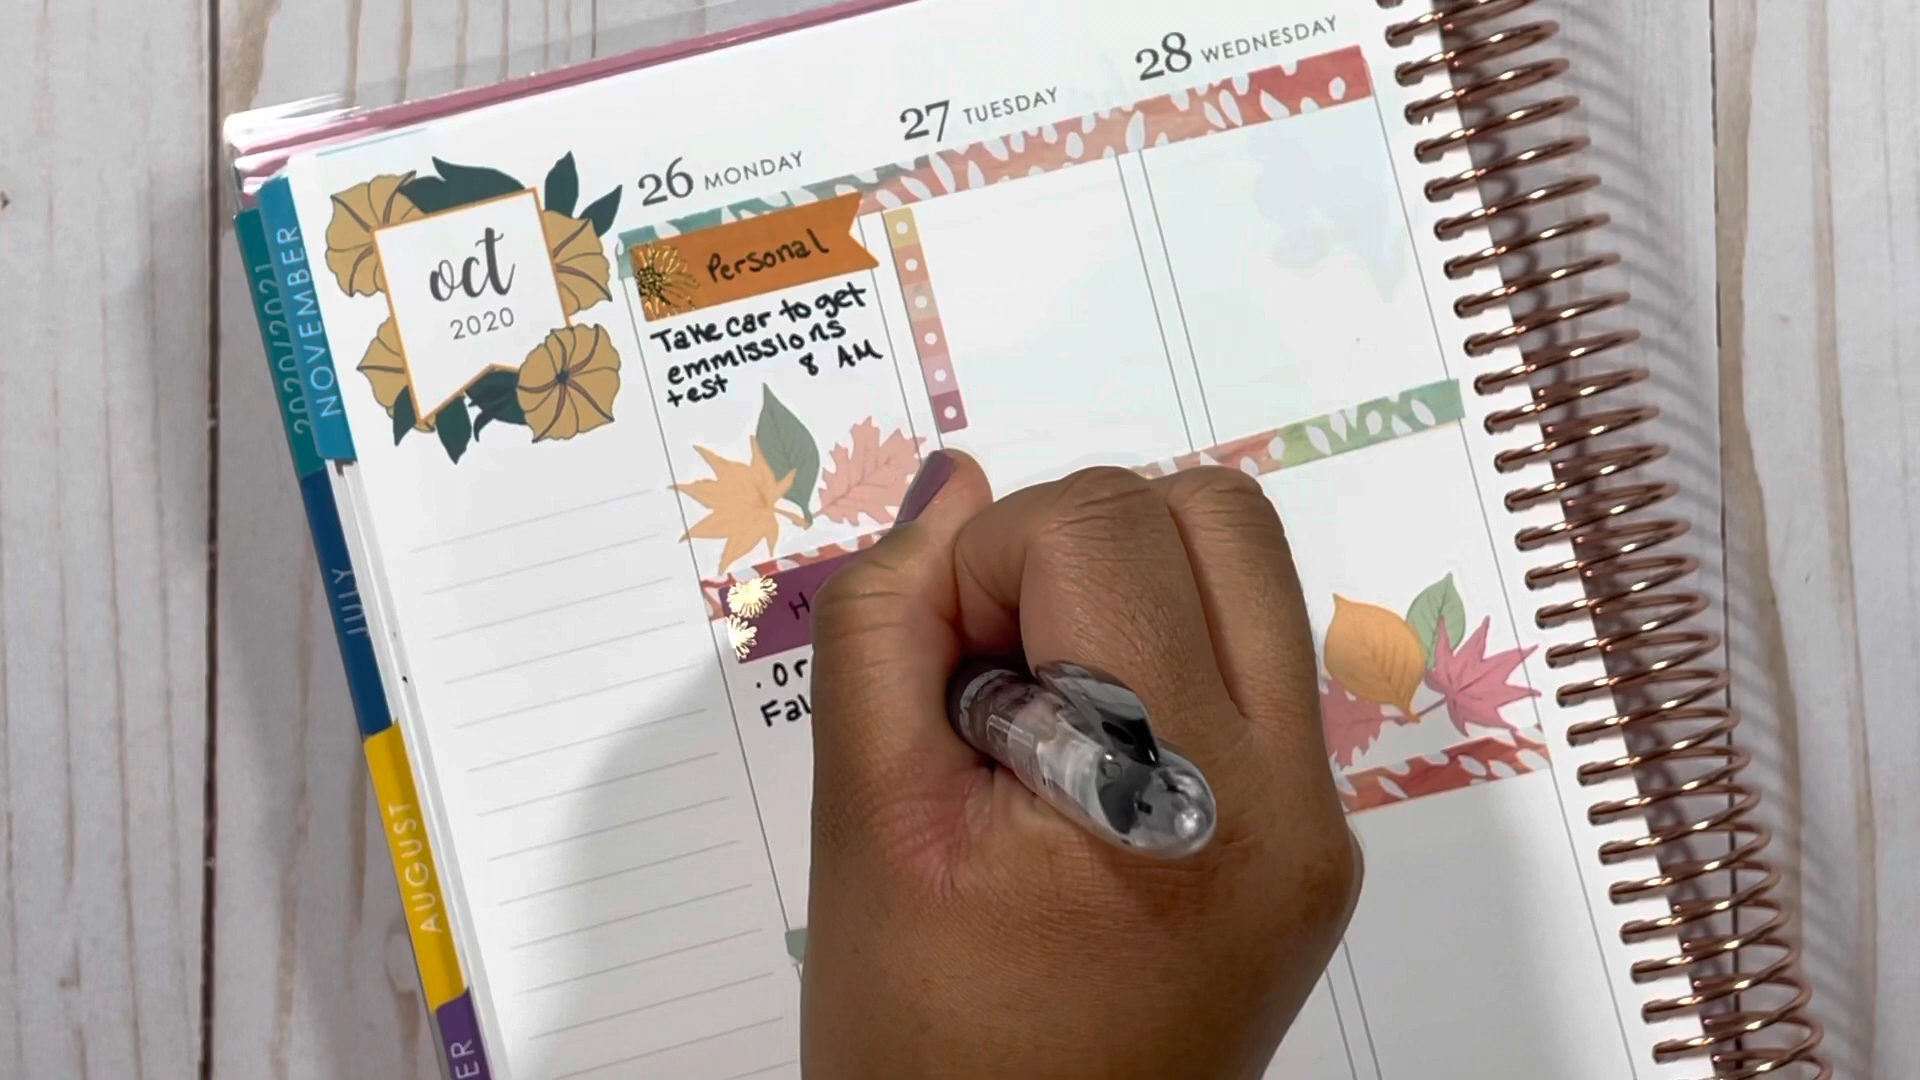 28 WEDNESDAY
27 TUESDAY
26 MONDAY
oct
2020
Personal
Take car to get
emmissions
test 8 AM
2020/2021
NOVEMBER
JULY
AUGUST